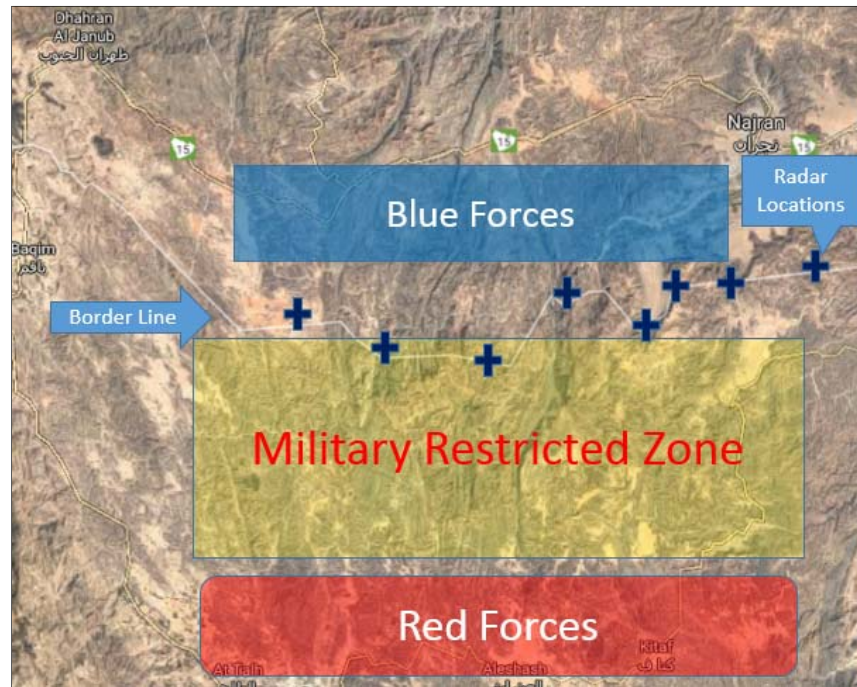 Dhahran
Al Janub
ظهران الجنوب
15
15
Najran
نجران
15
Radar
Locations
Blue Forces
Baqim
باقم
Border Line
Military Restricted Zone
Red Forces
At Talh
Aleshash
Kitaf
كتاف